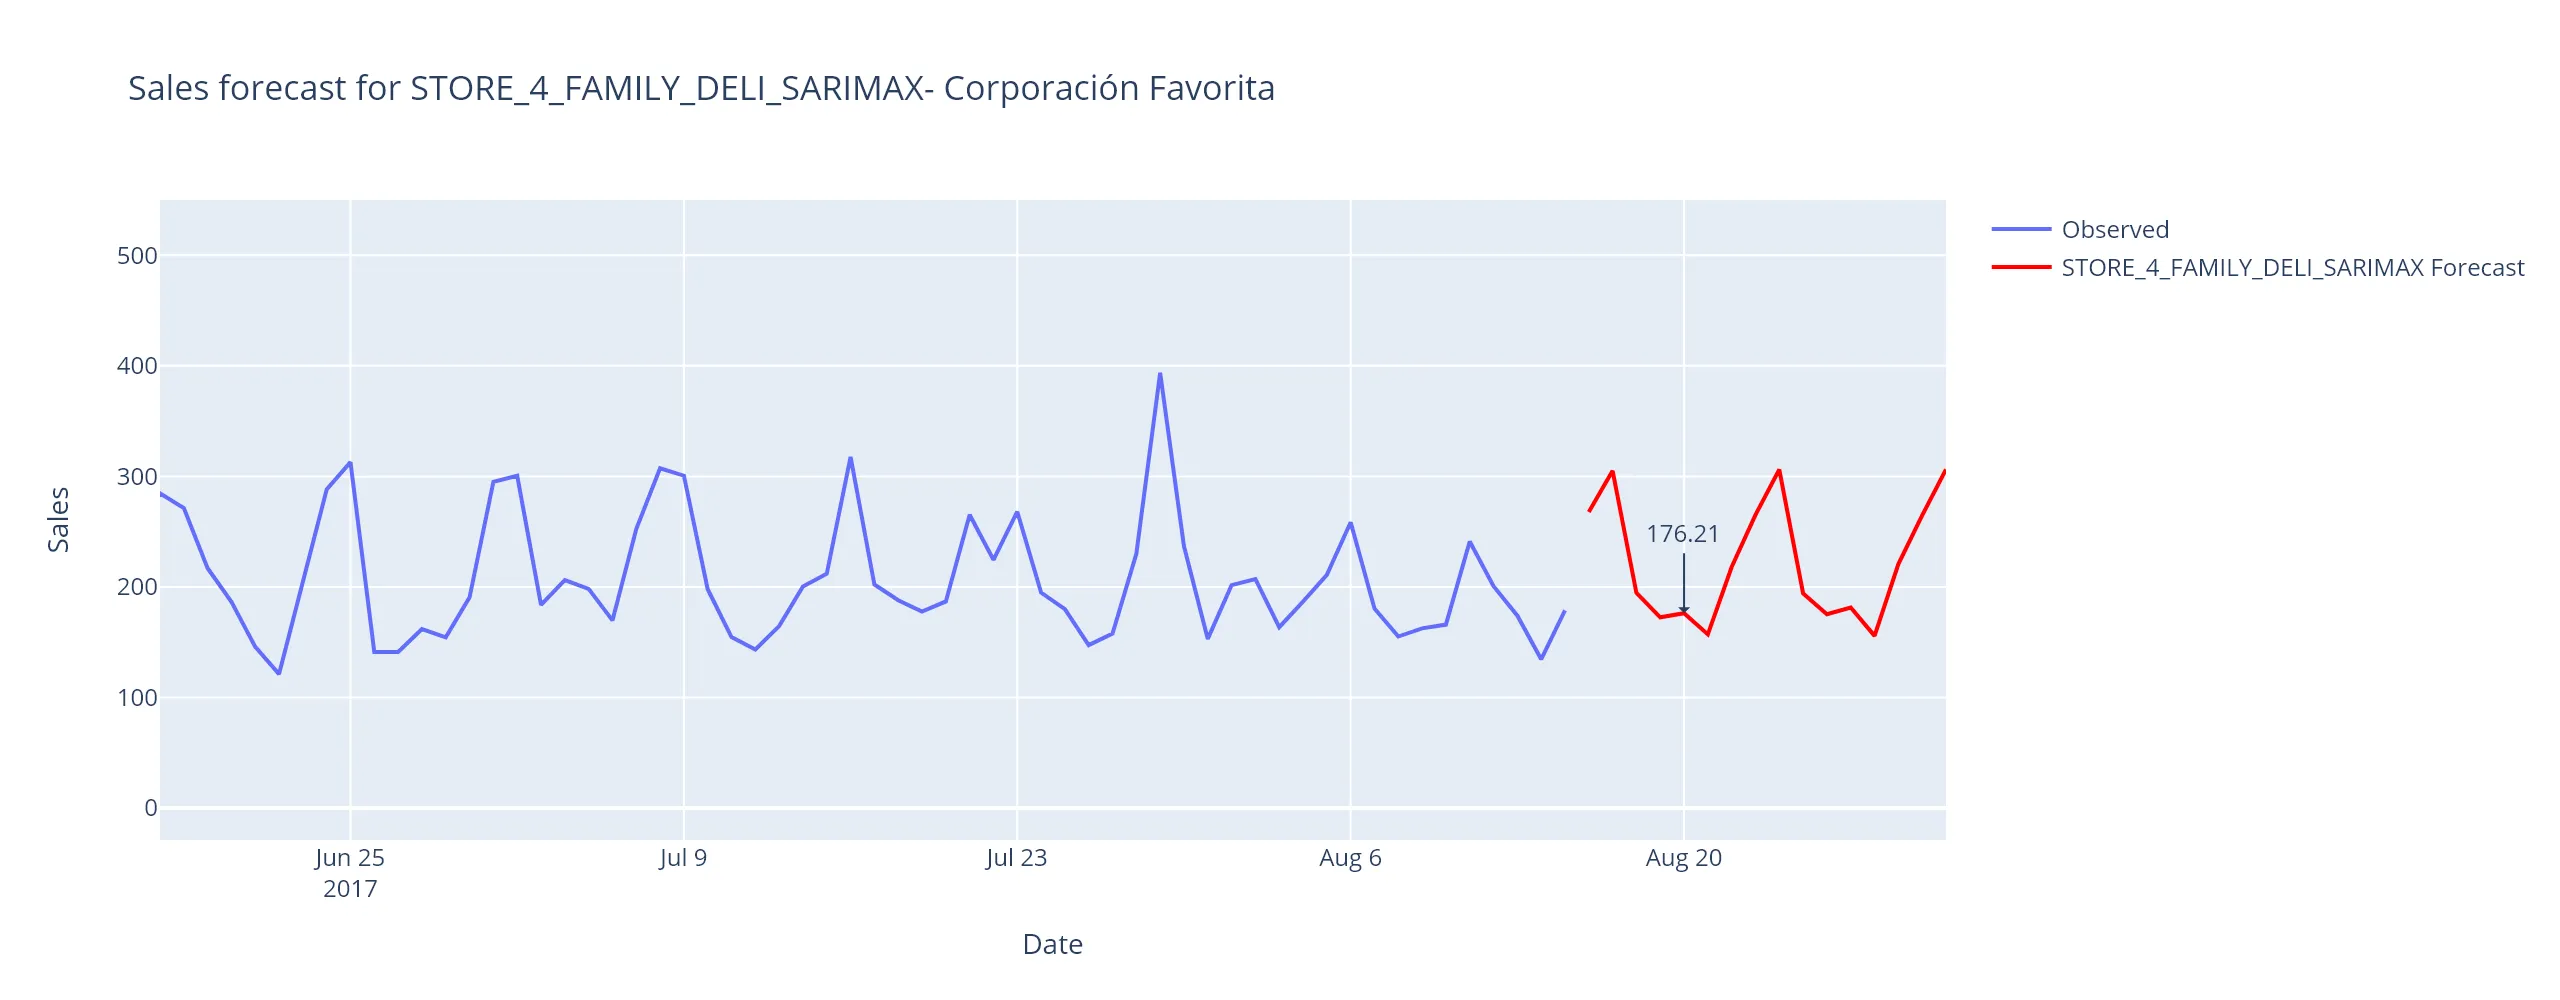 Sales forecast for STORE_4_FAMILY_DELI_SARIMAX- Corporación Favorita
Observed
STORE_4_FAMILY_DELI_SARIMAX Forecast
500
400
300
200
100
0
Sales
176.21
Jun 25
2017
Jul 9
Jul 23
Aug 6
Aug 20
Date